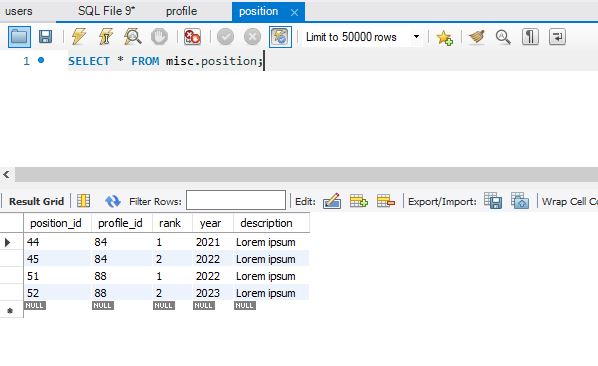 users SQL File 9* profile position
Limit to 50000 rows
1 SELECT * FROM misc.position;
Result Grid Filter Rows: Edit: Export/Import: Wrap Cell Co
position_id profile_id rank year description
44 84 1 2021 Lorem ipsum
45 84 2 2022 Lorem ipsum
51 88 1 2022 Lorem ipsum
52 88 2 2023 Lorem ipsum
NULL NULL NULL NULL NULL